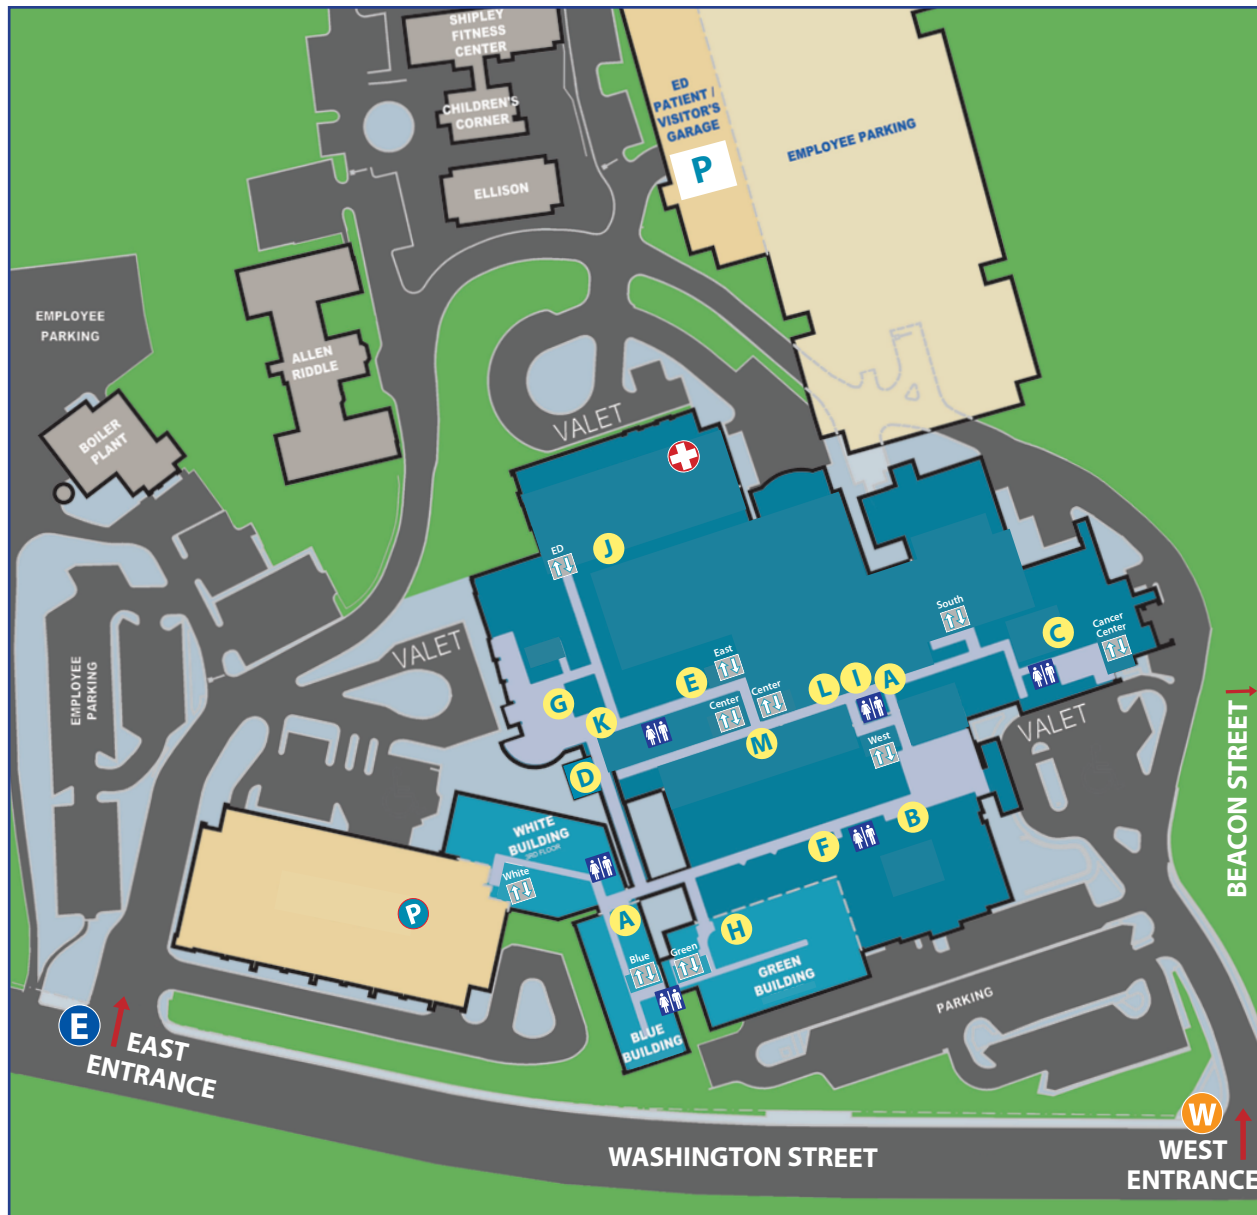 SHIPLEY
FITNESS
CENTER
CHILDREN'S
CORNER
ELLISON
ED
PATIENT /
VISITOR'S
GARAGE
P
EMPLOYEE PARKING
EMPLOYEE
PARKING
ALLEN
RIDDLE
BOILER
PLANT
VALET
ED
J
VALET
EMPLOYEE
PARKING
South
C
Cancer
Center
East
E
Center
Center
L
I
A
G
K
M
West
D
VALET
BEACON STREET
WHITE
BUILDING
3RD FLOOR
White
F
B
P
A
H
Blue
Green
GREEN
BUILDING
BLUE
BUILDING
PARKING
E
EAST
ENTRANCE
W
WEST
ENTRANCE
WASHINGTON STREET